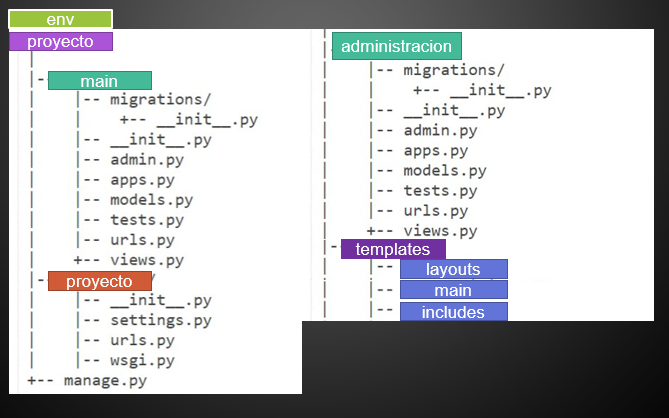 env
proyecto
|
|-- main
| |-- migrations/
| | +-- __init__.py
| |-- __init__.py
| |-- admin.py
| |-- apps.py
| |-- models.py
| |-- tests.py
| |-- urls.py
| +-- views.py
|-- proyecto/
| |-- __init__.py
| |-- settings.py
| |-- urls.py
| |-- wsgi.py
+-- manage.py
|
|-- administracion
| |-- migrations/
| | +-- __init__.py
| |-- __init__.py
| |-- admin.py
| |-- apps.py
| |-- models.py
| |-- tests.py
| |-- urls.py
| +-- views.py
|-- templates
| |-- layouts
| |-- main
| |-- includes